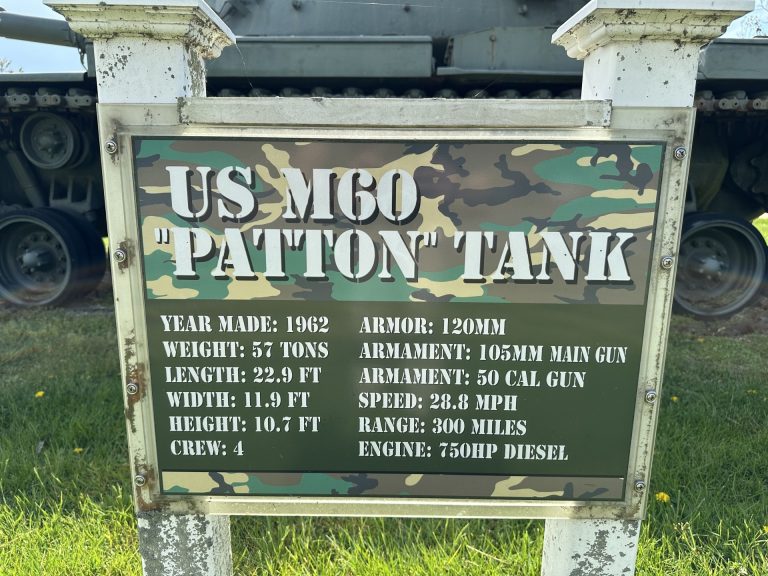 US M60
"PATTON" TANK
YEAR MADE: 1962
WEIGHT: 57 TONS
LENGTH: 22.9 FT
WIDTH: 11.9 FT
HEIGHT: 10.7 FT
CREW: 4
ARMOR: 120MM
ARMAMENT: 105MM MAIN GUN
ARMAMENT: 50 CAL GUN
SPEED: 28.8 MPH
RANGE: 300 MILES
ENGINE: 750HP DIESEL